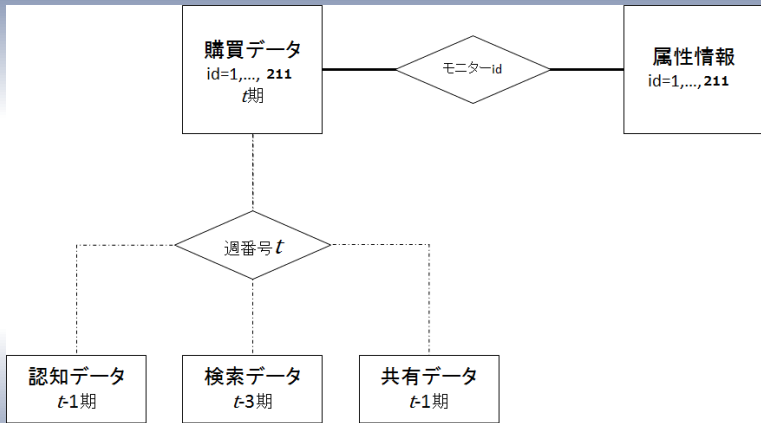 購買データ
id=1,..., 211
t期
モニターid
属性情報
id=1,...,211
週番号t
認知データ
t-1期
検索データ
t-3期
共有データ
t-1期